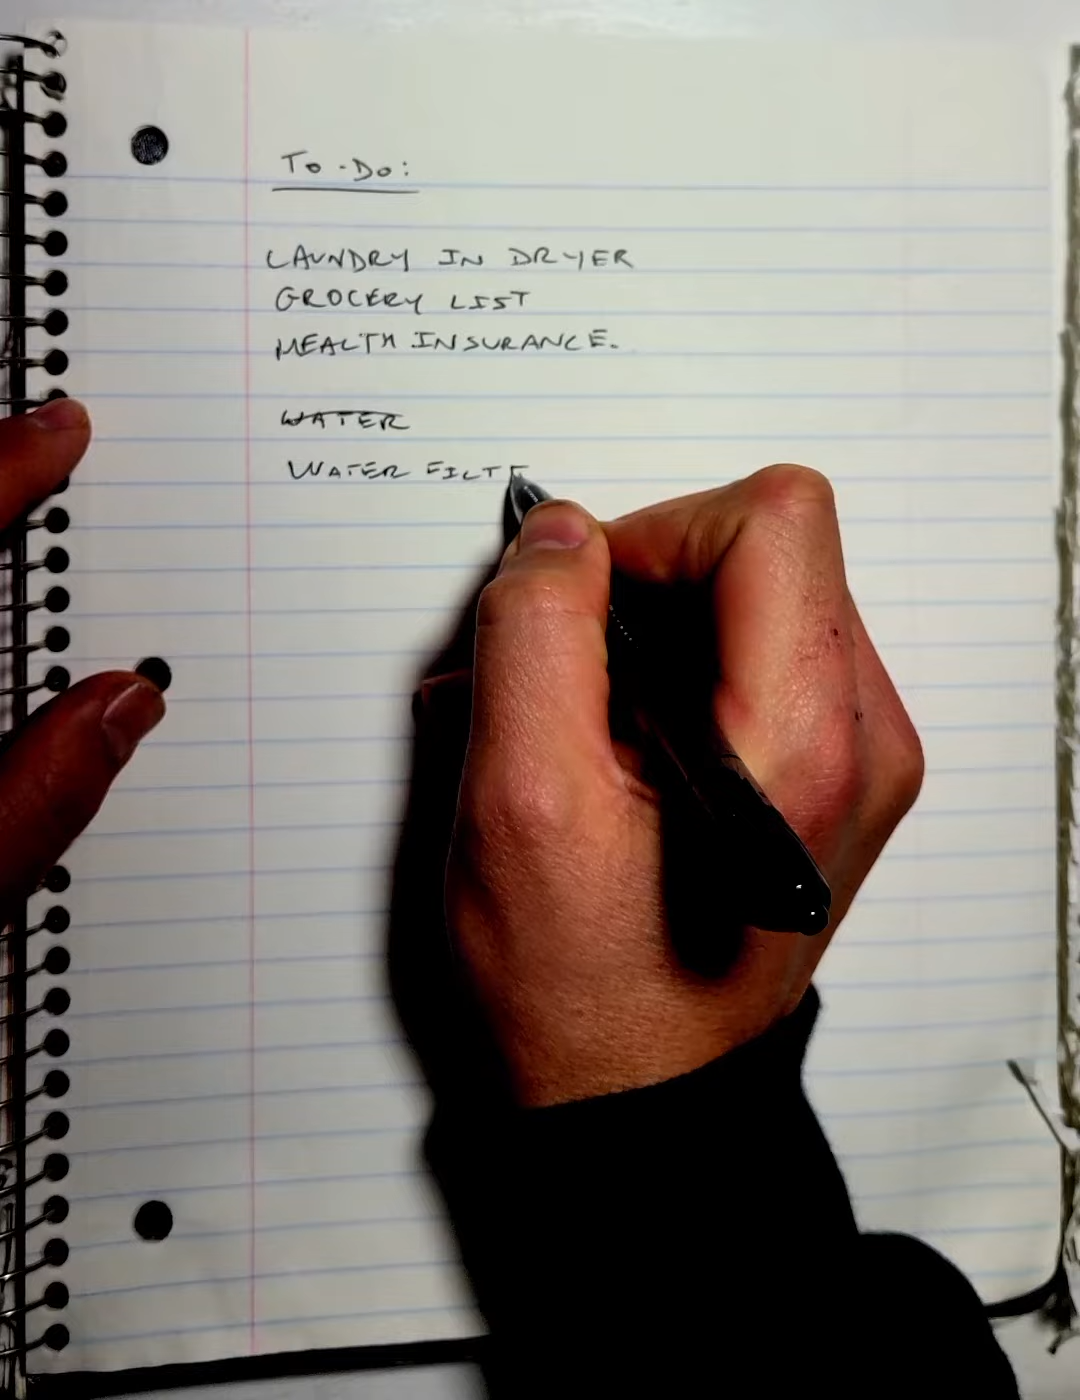 To-Do:
LAUNDRY IN DRYER
GROCERY LIST
HEALTH INSURANCE.
WATER
WATER FILTE